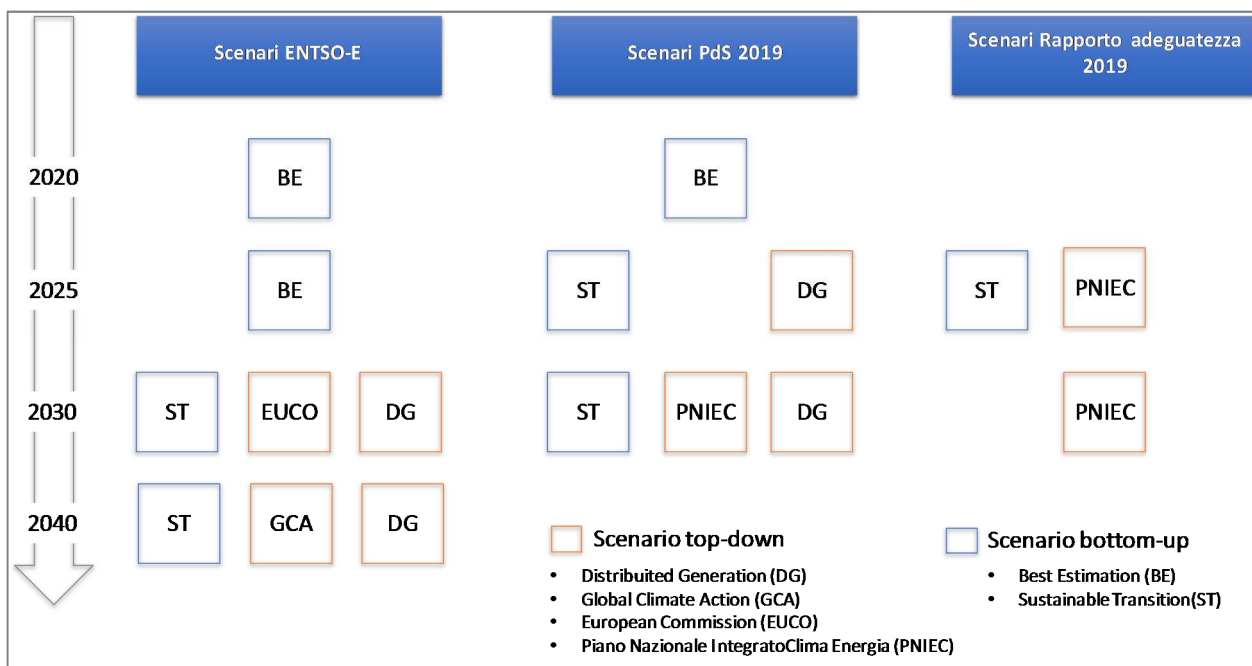 Scenari ENTSO-E
Scenari PdS 2019
Scenari Rapporto adeguatezza
2019
2020
BE
BE
2025
BE
ST
DG
ST
PNIEC
2030
ST
EUCO
DG
ST
PNIEC
DG
PNIEC
2040
ST
GCA
DG
Scenario top-down
• Distribuited Generation (DG)
• Global Climate Action (GCA)
• European Commission (EUCO)
• Piano Nazionale IntegratoClima Energia (PNIEC)
Scenario bottom-up
• Best Estimation (BE)
• Sustainable Transition(ST)